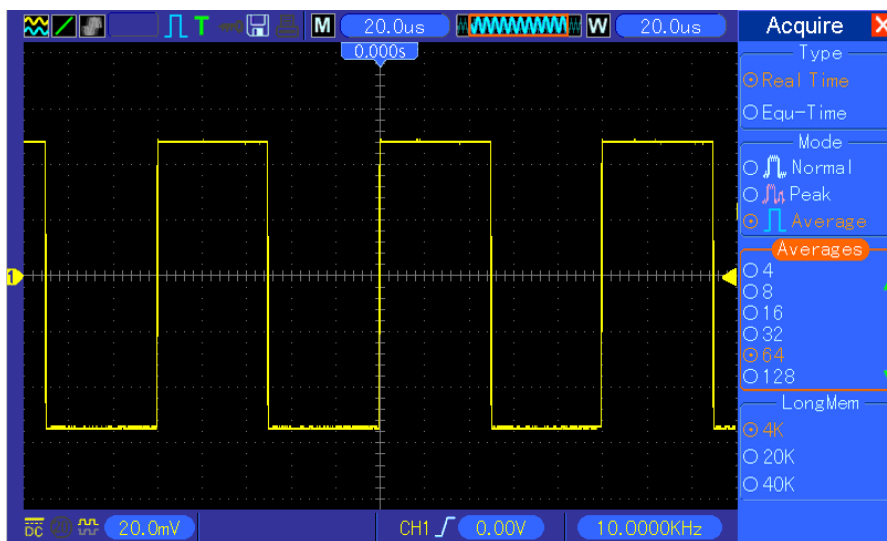 T M 20.0us W 20.0us
0.000s
Acquire X
Type
Real Time
Equ-Time
Mode
Normal
Peak
Average
Averages
4
8
16
32
64
128
LongMem
4K
20K
40K
1
DC 20.0mV CH1 0.00V 10.0000KHz